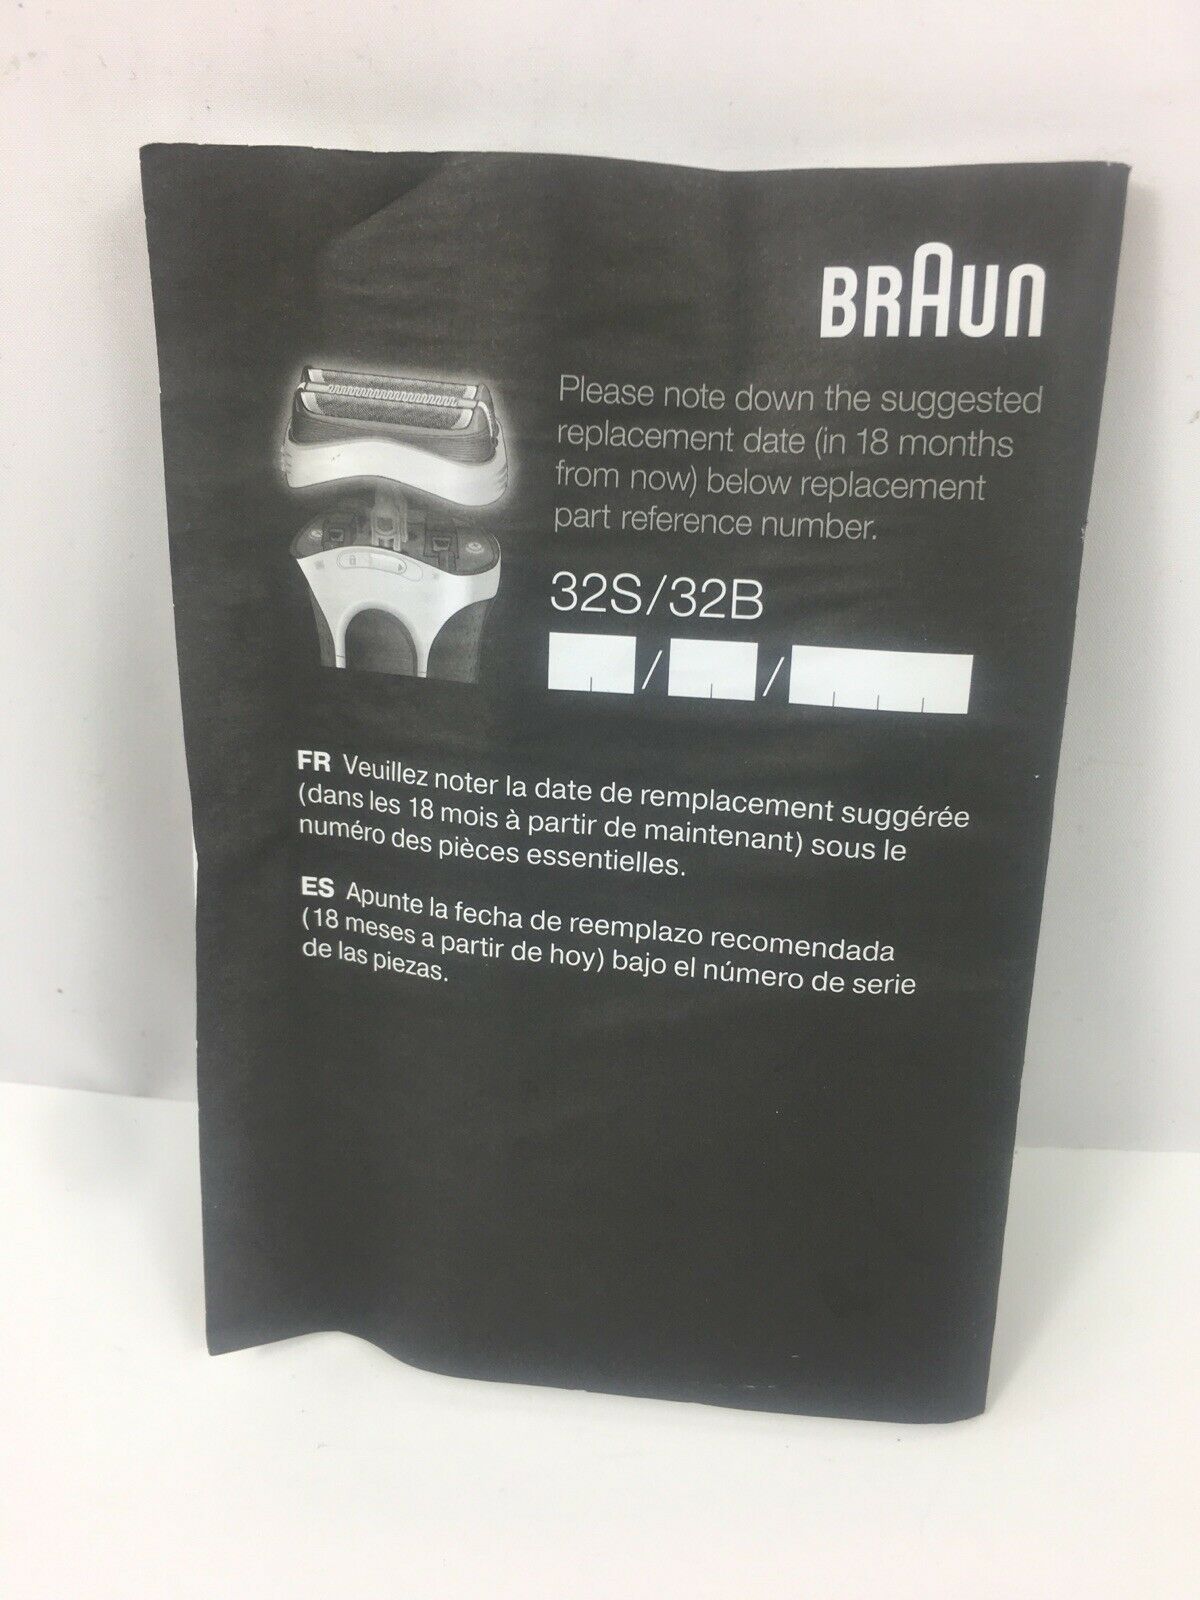 BRAUN
Please note down the suggested
replacement date (in 18 months
from now) below replacement
part reference number.
32S/32B
/ /
FR Veuillez noter la date de remplacement suggérée
(dans les 18 mois à partir de maintenant) sous le
numéro des pièces essentielles.
ES Apunte la fecha de reemplazo recomendada
(18 meses a partir de hoy) bajo el número de serie
de las piezas.